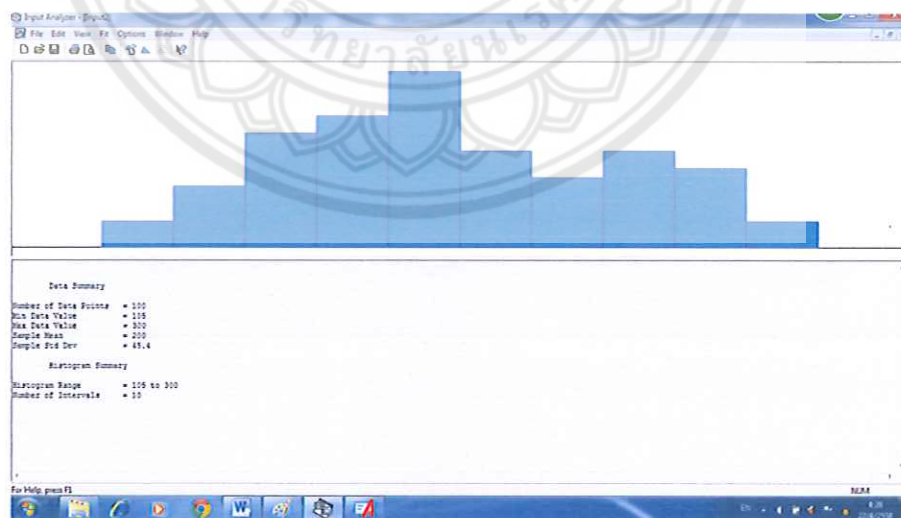 Input Analyzer - [Input2]
File Edit View Fit Options Window Help
Data Summary
Number of Data Points = 100
Min Data Value = 105
Max Data Value = 300
Sample Mean = 200
Sample Std Dev = 45.4
Histogram Summary
Histogram Range = 105 to 300
Number of Intervals = 10
For Help, press F1
NUM
EN